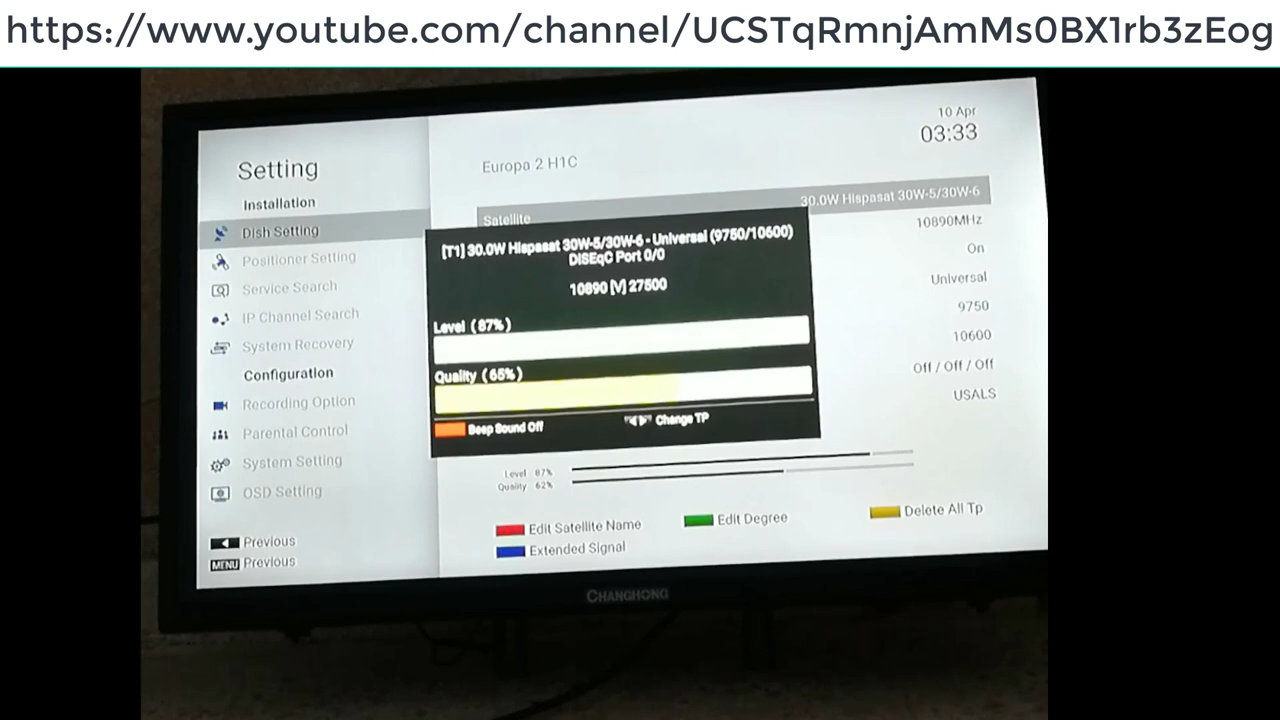 https://www.youtube.com/channel/UCSTqRmnjAmMs0BX1rb3zEog
10 Apr
03:33
Setting
Europa 2 H1C
Installation
Dish Setting
Positioner Setting
Service Search
IP Channel Search
System Recovery
Configuration
Recording Option
Parental Control
System Setting
OSD Setting
Previous
MENU Previous
Satellite 30.0W Hispasat 30W-5/30W-6
10890MHz
On
Universal
9750
10600
Off / Off / Off
USALS
[T1] 30.0W Hispasat 30W-5/30W-6 - Universal (9750/10600)
DiSEqC Port 0/0
10890 [V] 27500
Level (87%)
Quality (65%)
Beep Sound Off Change TP
Level 87%
Quality 62%
Edit Satellite Name Edit Degree Delete All Tp
Extended Signal
CHANGHONG